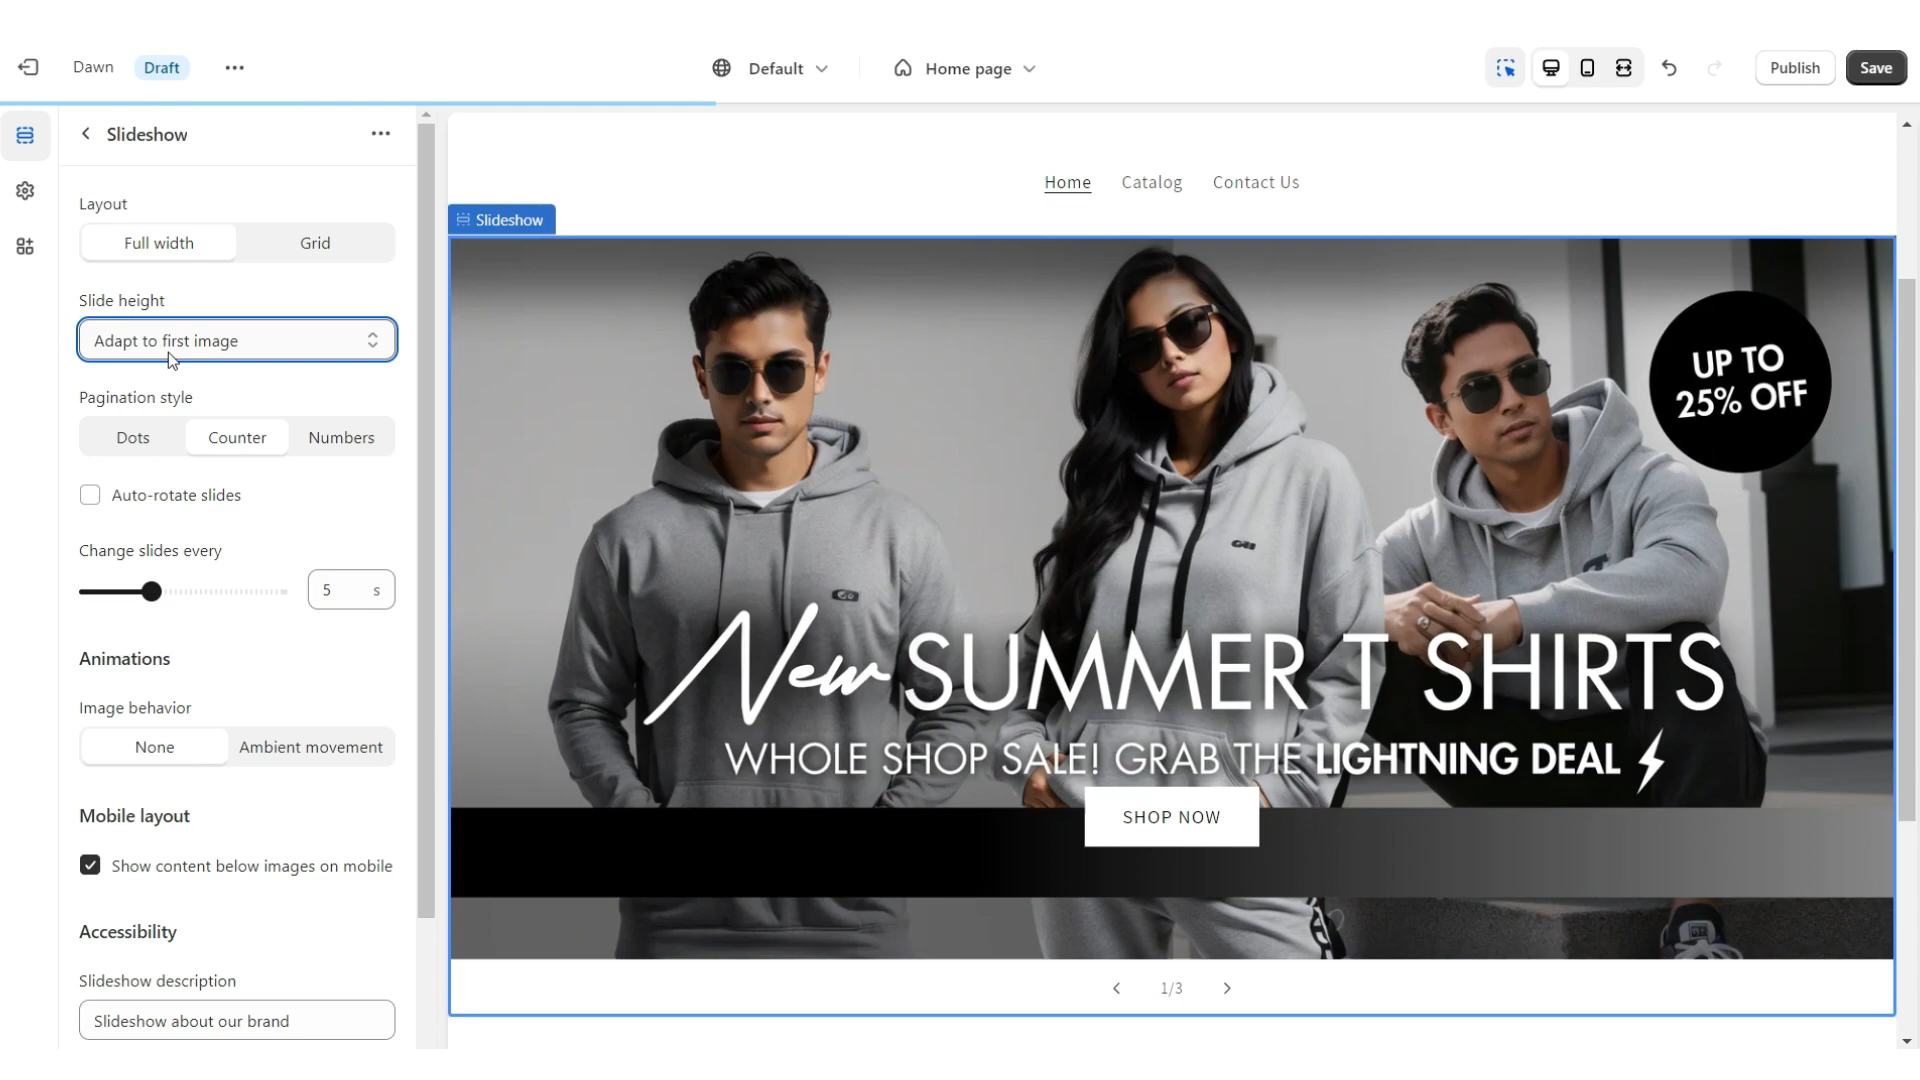 Dawn
Draft
Default
Home page
Publish
Save
Slideshow
Layout
Full width
Grid
Slide height
Adapt to first image
Pagination style
Dots
Counter
Numbers
Auto-rotate slides
Change slides every
5 s
Animations
Image behavior
None
Ambient movement
Mobile layout
Show content below images on mobile
Accessibility
Slideshow description
Slideshow about our brand
Home
Catalog
Contact Us
Slideshow
UP TO
25% OFF
New SUMMER T SHIRTS
WHOLE SHOP SALE! GRAB THE LIGHTNING DEAL
SHOP NOW
1/3